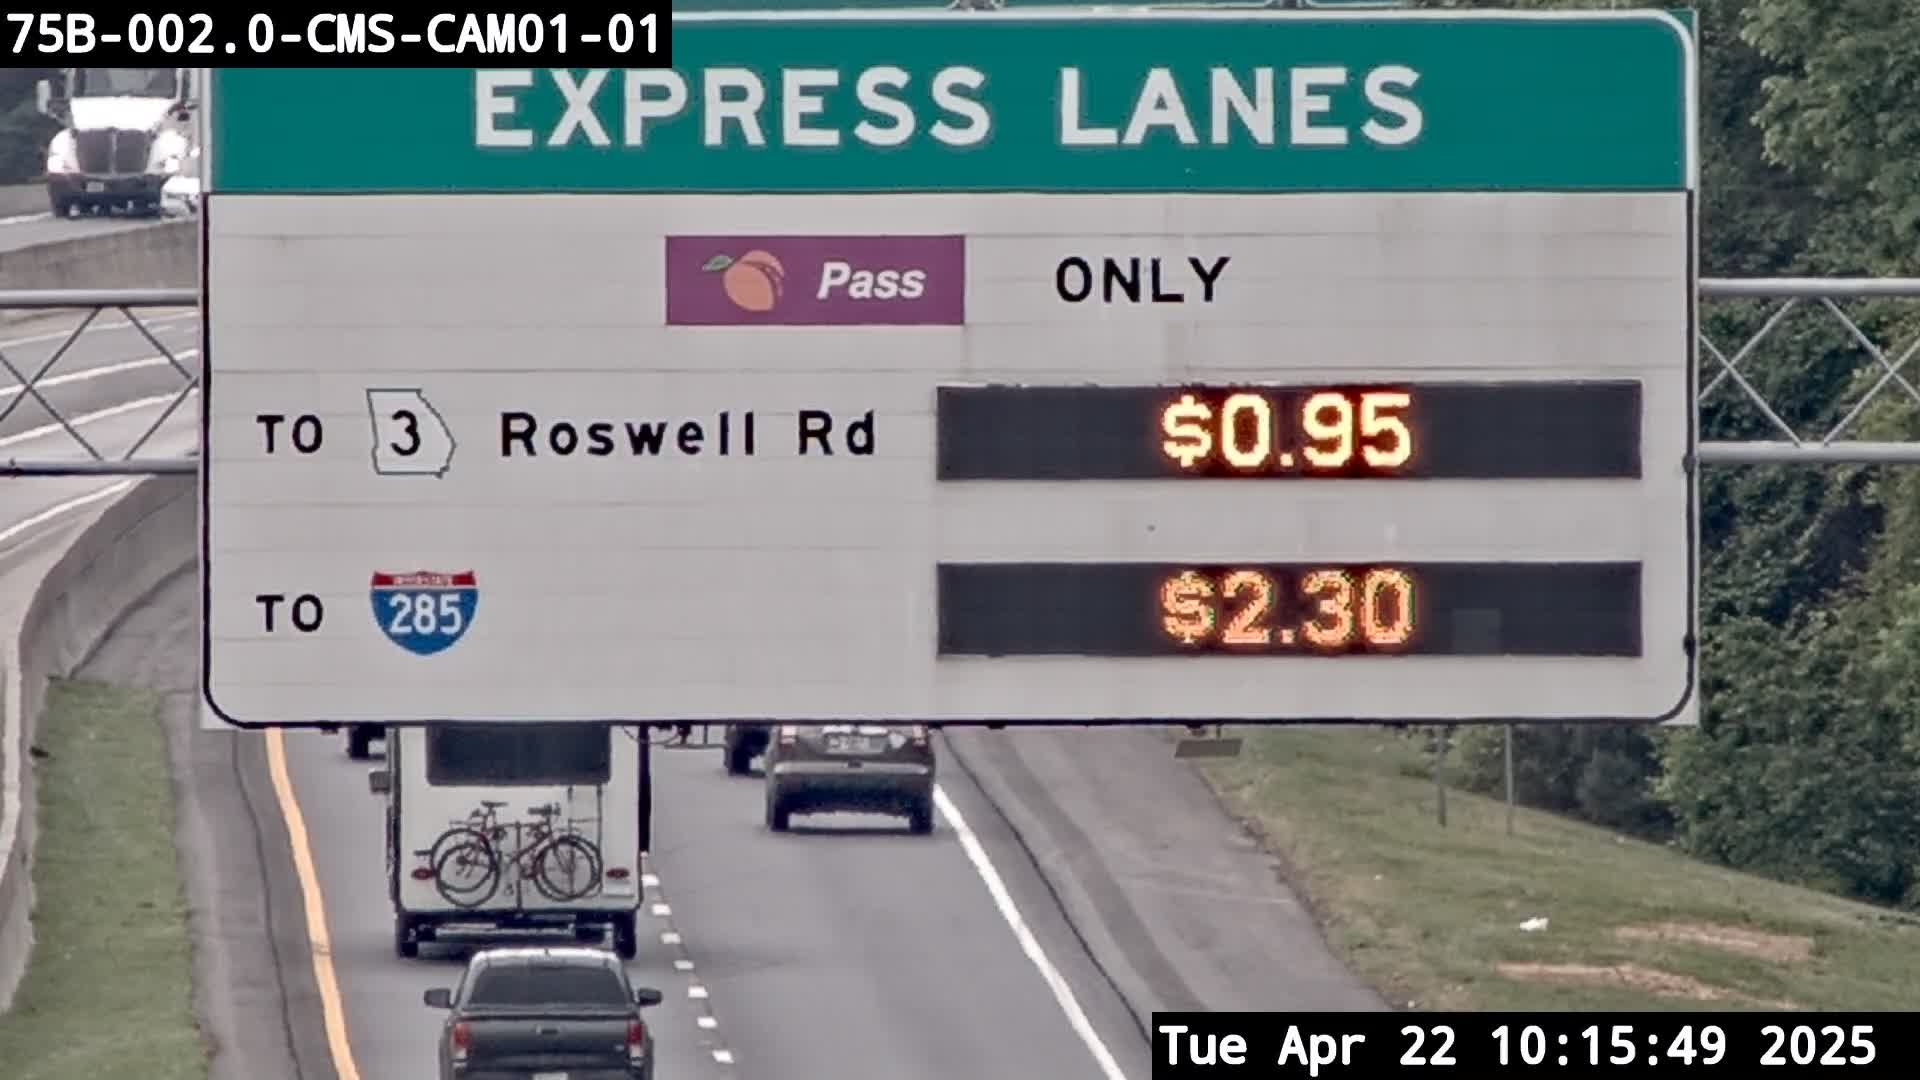 75B-002.0-CMS-CAM01-01
EXPRESS LANES
Pass ONLY
TO 3 Roswell Rd $0.95
INTERSTATE
TO 285 $2.30
Tue Apr 22 10:15:49 2025